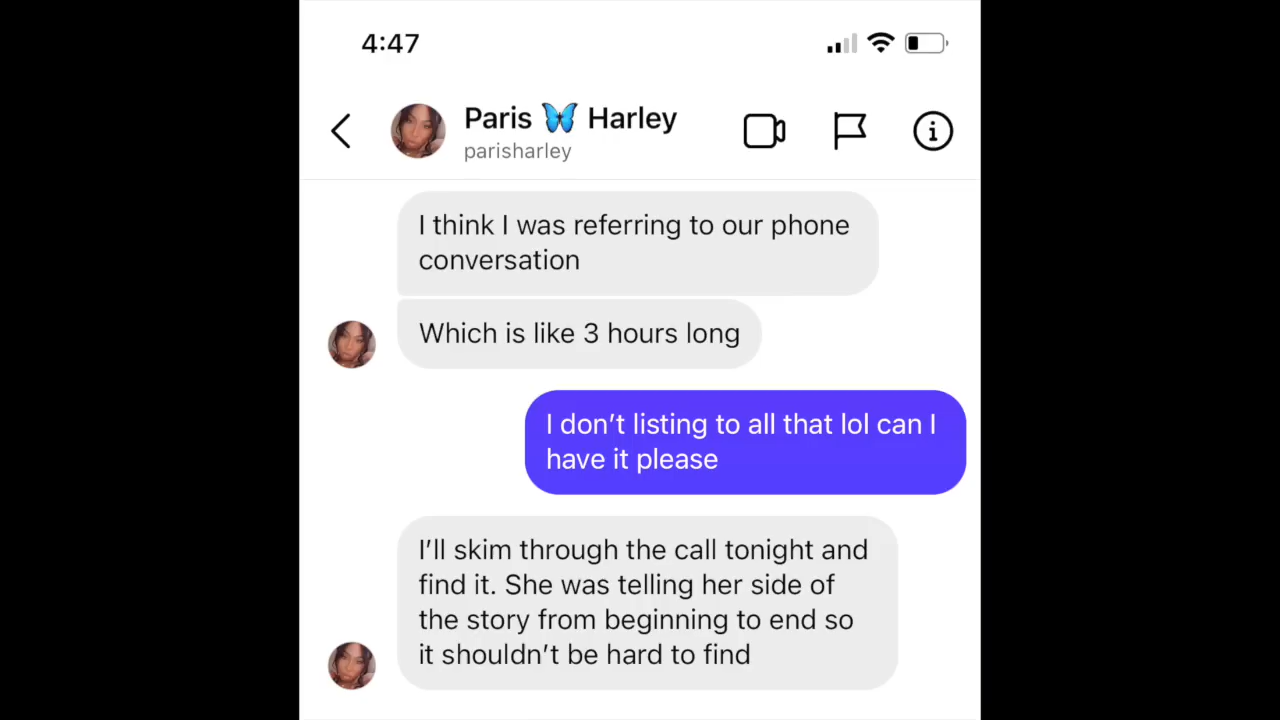 4:47
Paris 🦋 Harley
parisharley
I think I was referring to our phone
conversation
Which is like 3 hours long
I don’t listing to all that lol can I
have it please
I’ll skim through the call tonight and
find it. She was telling her side of
the story from beginning to end so
it shouldn’t be hard to find